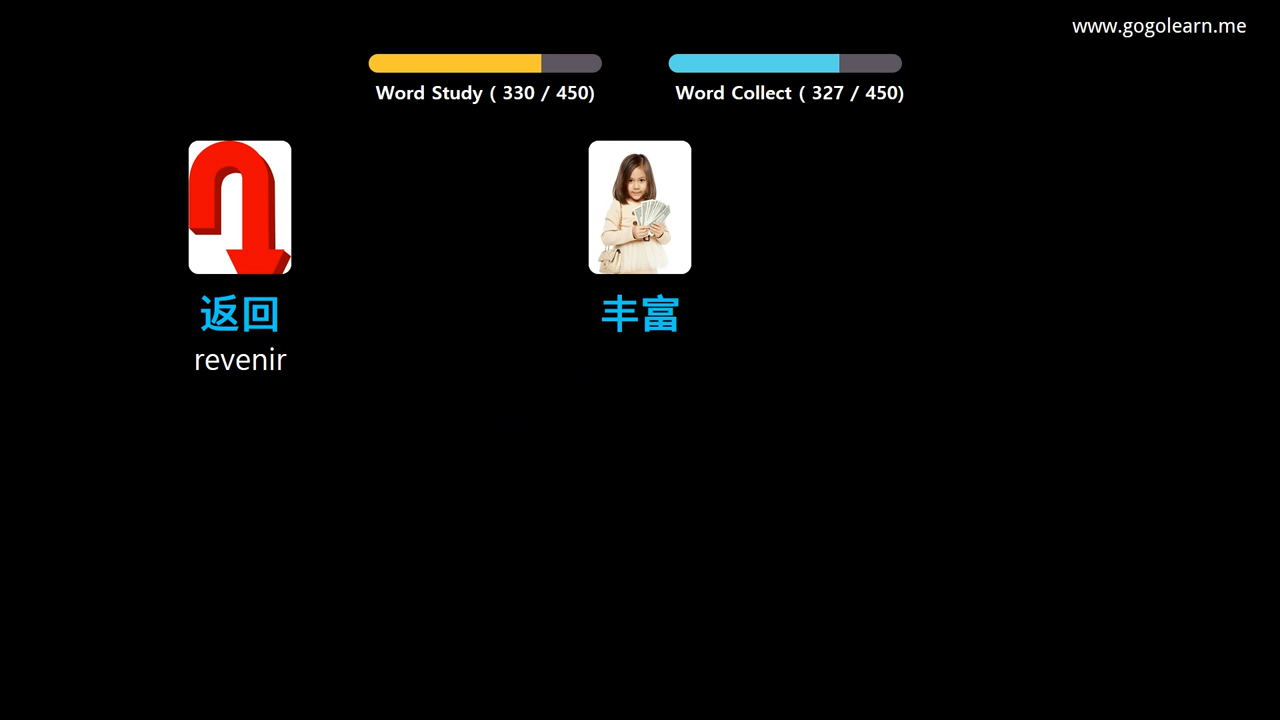 www.gogolearn.me
Word Study ( 330 / 450)
Word Collect ( 327 / 450)
返回
revenir
丰富